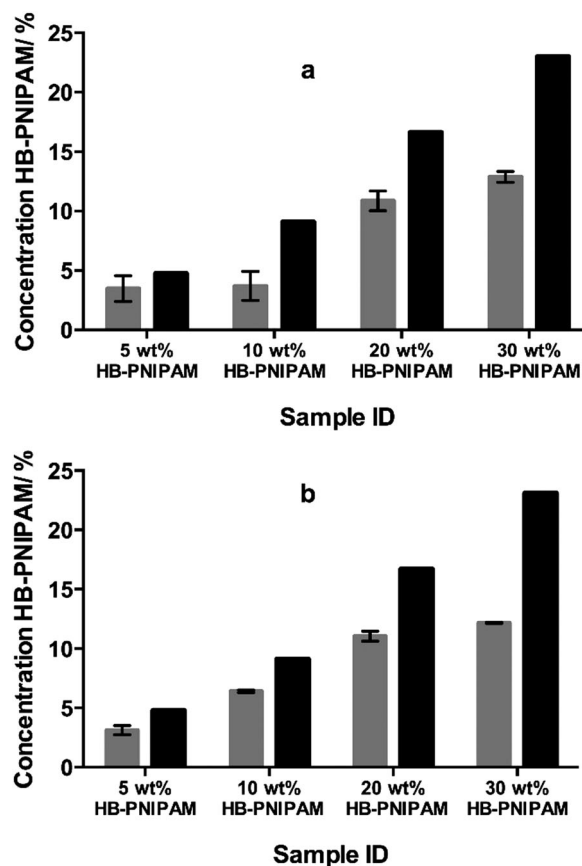 a
Concentration HB-PNIPAM/ %
25
20
15
10
5
0
5 wt% 10 wt% 20 wt% 30 wt%
HB-PNIPAM HB-PNIPAM HB-PNIPAM HB-PNIPAM
Sample ID
b
Concentration HB-PNIPAM/ %
25
20
15
10
5
0
5 wt% 10 wt% 20 wt% 30 wt%
HB-PNIPAM HB-PNIPAM HB-PNIPAM HB-PNIPAM
Sample ID